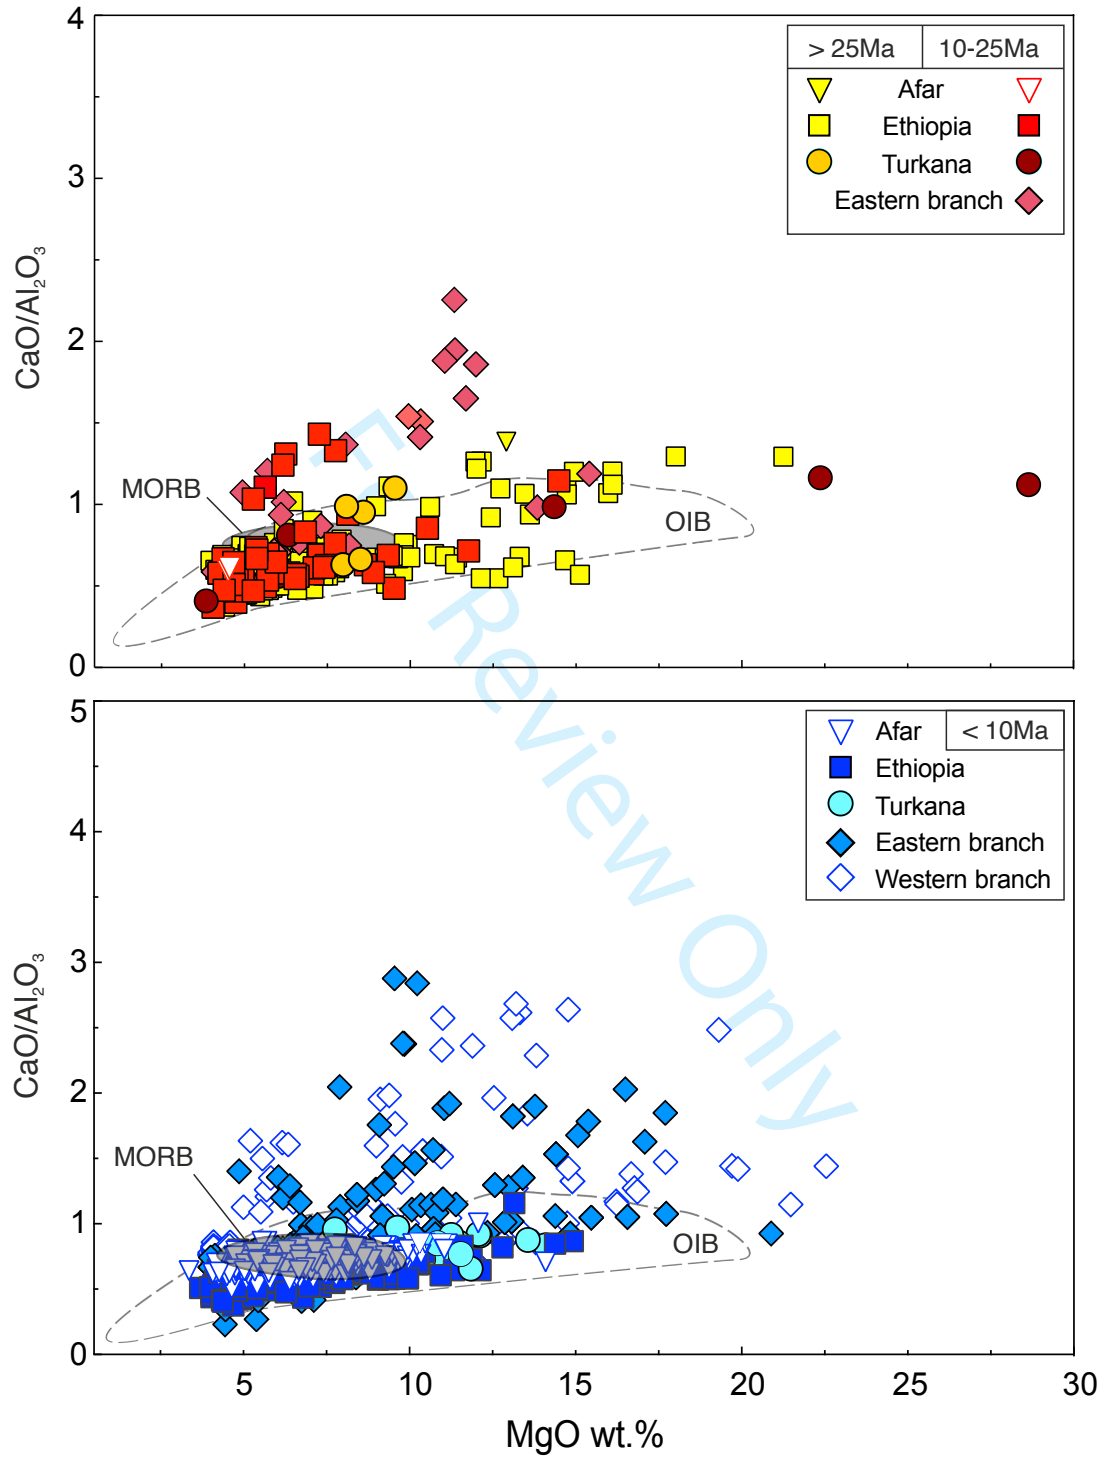 4
3
2
1
0
CaO/Al₂O₃
> 25Ma 10-25Ma
Afar
Ethiopia
Turkana
Eastern branch
MORB
OIB
For Review Only
5
4
3
2
1
0
CaO/Al₂O₃
Afar < 10Ma
Ethiopia
Turkana
Eastern branch
Western branch
MORB
OIB
5 10 15 20 25 30
MgO wt.%